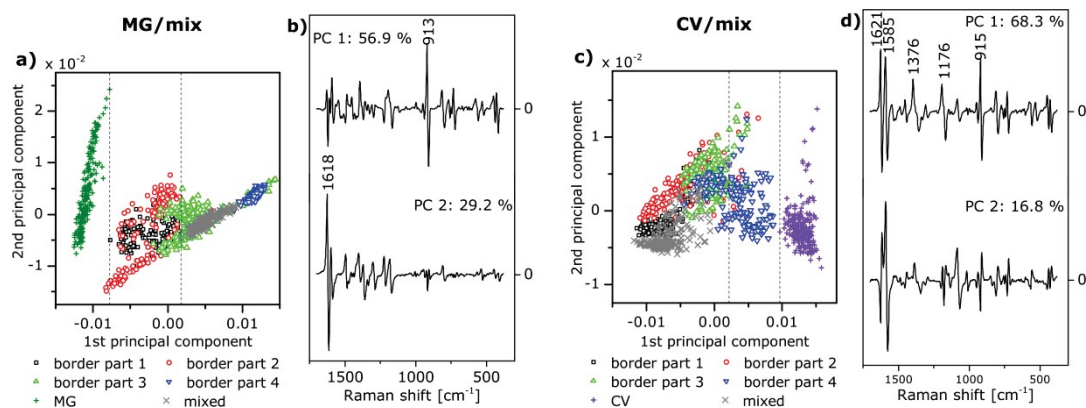 MG/mix
CV/mix
a)
x 10⁻²
2
1
0
-1
2nd principal component
-0.01 0.00 0.01
1st principal component
border part 1
border part 2
border part 3
border part 4
MG
mixed
b)
PC 1: 56.9 %
913
0
1618
PC 2: 29.2 %
0
1500 1000 500
Raman shift [cm⁻¹]
c)
x 10⁻²
1
0
-1
2nd principal component
-0.01 0.00 0.01
1st principal component
border part 1
border part 2
border part 3
border part 4
CV
mixed
d)
PC 1: 68.3 %
1621
1585
1376
1176
915
0
PC 2: 16.8 %
0
1500 1000 500
Raman shift [cm⁻¹]